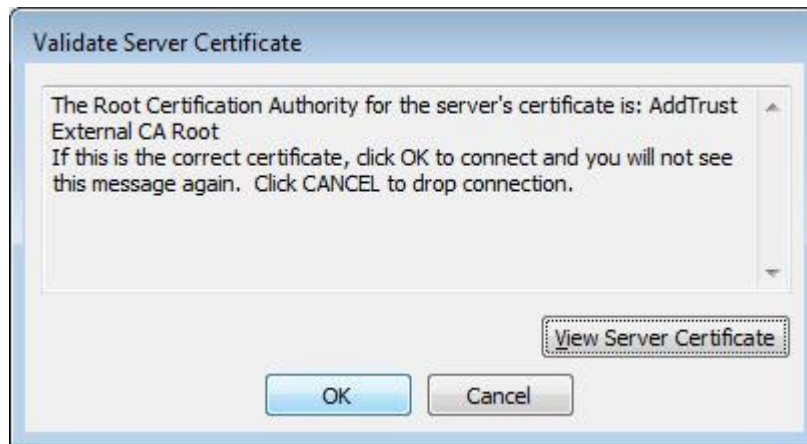 Validate Server Certificate
The Root Certification Authority for the server's certificate is: AddTrust
External CA Root
If this is the correct certificate, click OK to connect and you will not see
this message again.  Click CANCEL to drop connection.
View Server Certificate
OK
Cancel